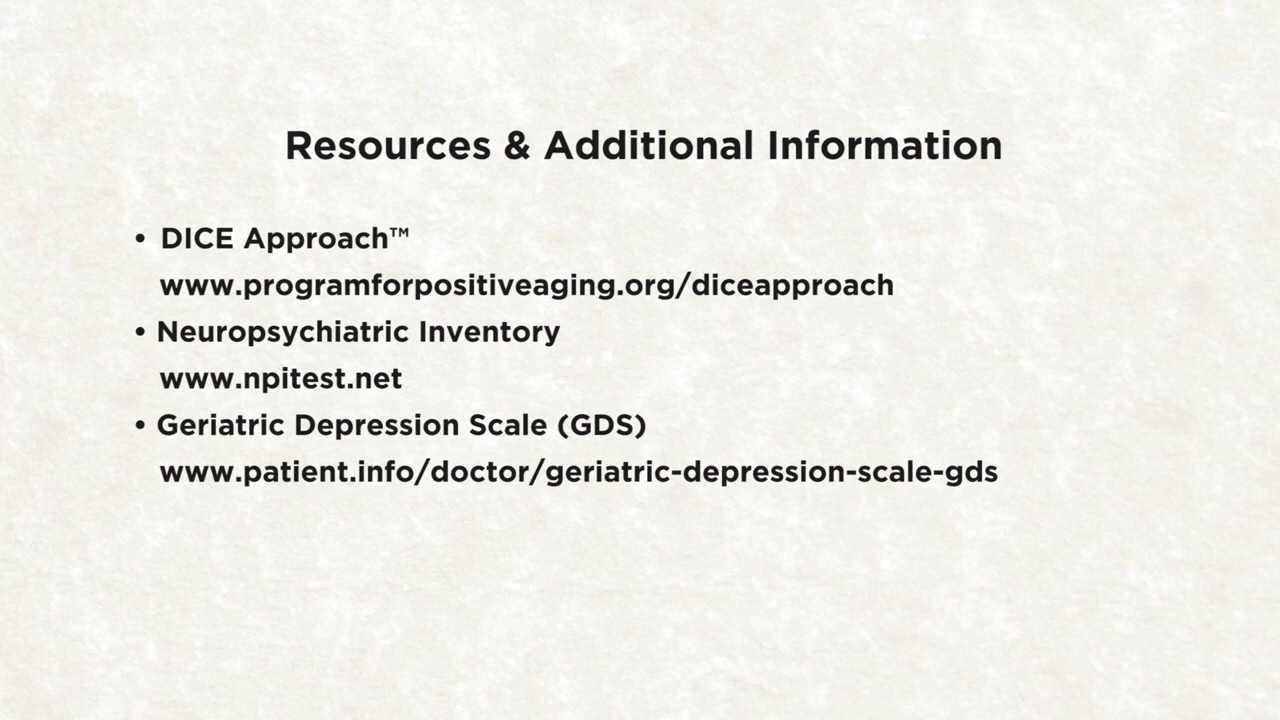 Resources & Additional Information
• DICE Approach™
www.programforpositiveaging.org/diceapproach
• Neuropsychiatric Inventory
www.npitest.net
• Geriatric Depression Scale (GDS)
www.patient.info/doctor/geriatric-depression-scale-gds